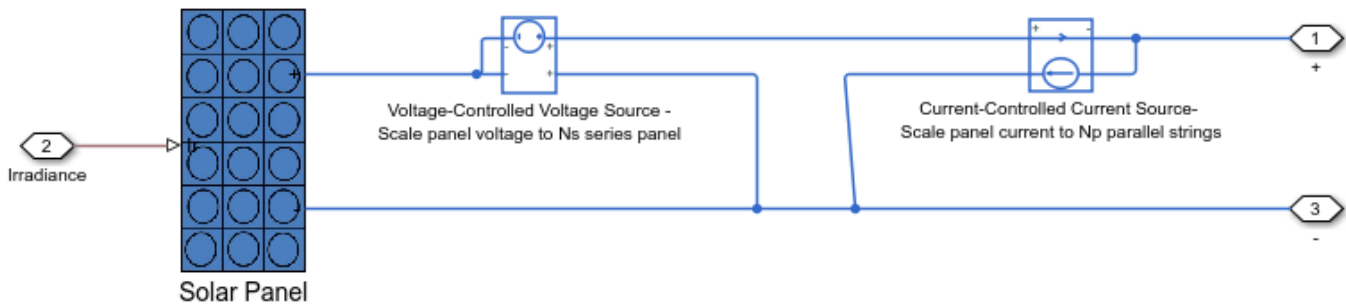 1
+
Voltage-Controlled Voltage Source -
Scale panel voltage to Ns series panel
Current-Controlled Current Source-
Scale panel current to Np parallel strings
2
Irradiance
3
-
Solar Panel